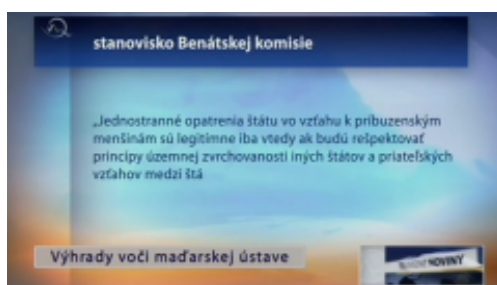 stanovisko Benátskej komisie
„Jednostranné opatrenia štátu vo vzťahu k príbuzenským
menšinám sú legitímne iba vtedy ak budú rešpektovať
princípy územnej zvrchovanosti iných štátov a priateľských
vzťahov medzi štá
Výhrady voči maďarskej ústave
NOVINY